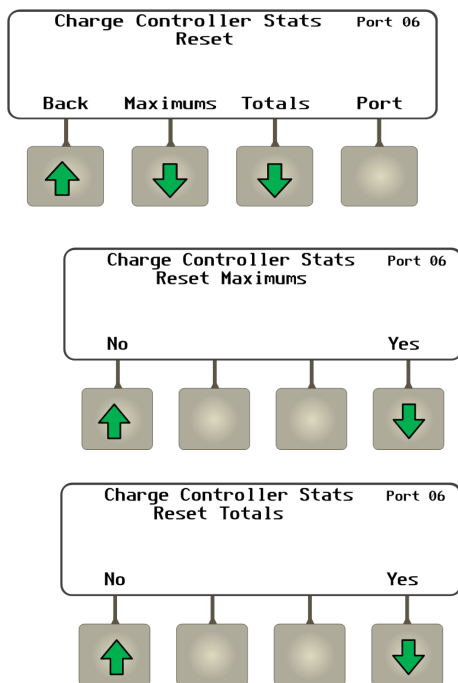 Charge Controller Stats Port 06
Reset
Back Maximums Totals Port
Charge Controller Stats Port 06
Reset Maximums
No Yes
Charge Controller Stats Port 06
Reset Totals
No Yes